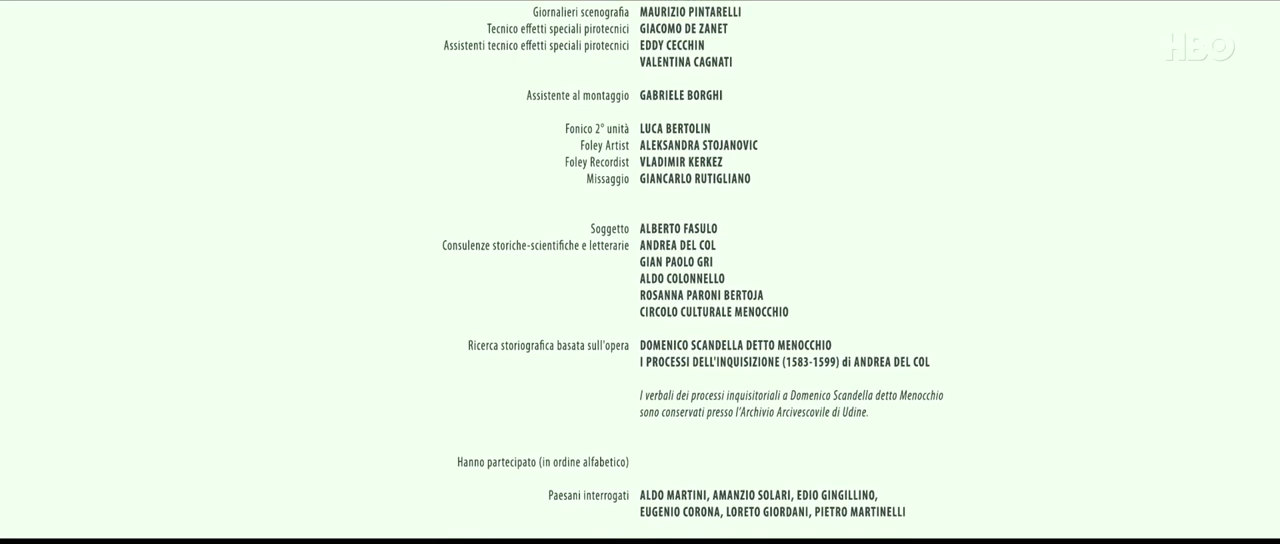 Giornalieri scenografia MAURIZIO PINTARELLI
Tecnico effetti speciali pirotecnici GIACOMO DE ZANET
Assistenti tecnico effetti speciali pirotecnici EDDY CECCHIN
VALENTINA CAGNATI
HBO
Assistente al montaggio GABRIELE BORGHI
Fonico 2° unità LUCA BERTOLIN
Foley Artist ALEKSANDRA STOJANOVIC
Foley Recordist VLADIMIR KERKEZ
Missaggio GIANCARLO RUTIGLIANO
Soggetto ALBERTO FASULO
Consulenze storiche-scientifiche e letterarie ANDREA DEL COL
GIAN PAOLO GRI
ALDO COLONNELLO
ROSANNA PARONI BERTOJA
CIRCOLO CULTURALE MENOCCHIO
Ricerca storiografica basata sull'opera DOMENICO SCANDELLA DETTO MENOCCHIO
I PROCESSI DELL'INQUISIZIONE (1583-1599) di ANDREA DEL COL
I verbali dei processi inquisitoriali a Domenico Scandella detto Menocchio
sono conservati presso l'Archivio Arcivescovile di Udine.
Hanno partecipato (in ordine alfabetico)
Paesani interrogati ALDO MARTINI, AMANZIO SOLARI, EDIO GINGILLINO,
EUGENIO CORONA, LORETO GIORDANI, PIETRO MARTINELLI